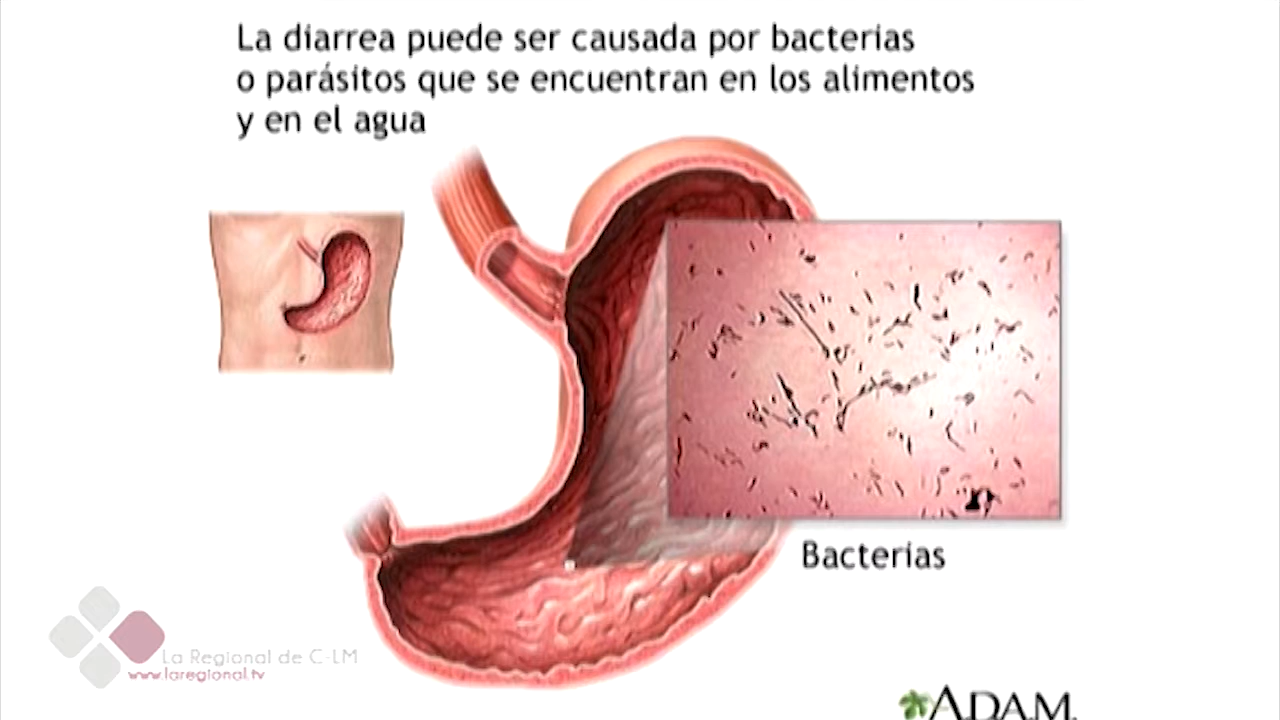 La diarrea puede ser causada por bacterias
o parásitos que se encuentran en los alimentos
y en el agua
Bacterias
La Regional de C-LM
www.laregional.tv
A.D.A.M.